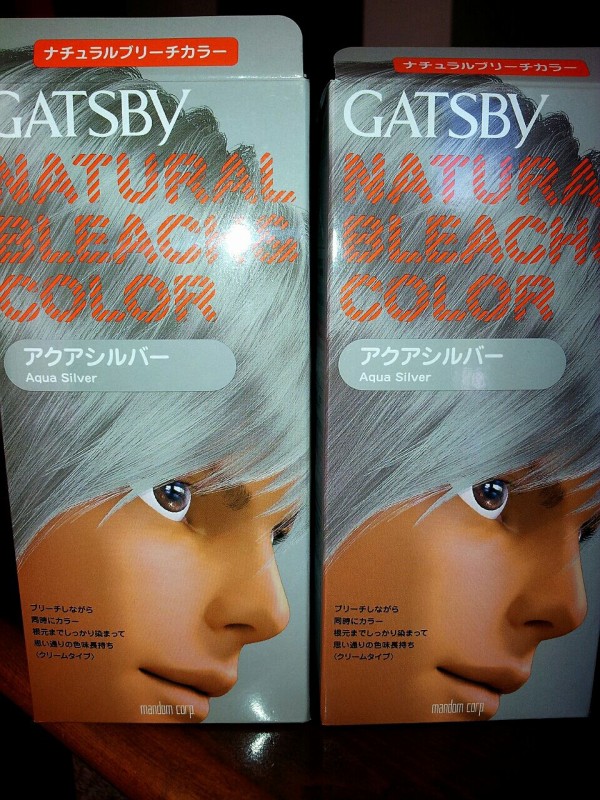 ナチュラルブリーチカラー
GATSBY
NATURAL
BLEACH
COLOR
アクアシルバー
Aqua Silver
ブリーチしながら
同時にカラー
根元までしっかり染まって
思い通りの色味長持ち
(クリームタイプ)
mandom corp
ナチュラルブリーチカラー
GATSBY
NATURA
BLEACH
COLOR
アクアシルバー
Aqua Silver
ブリーチしながら
同時にカラー
根元までしっかり染まって
思い通りの色味長持ち
(クリームタイプ)
mandom corp